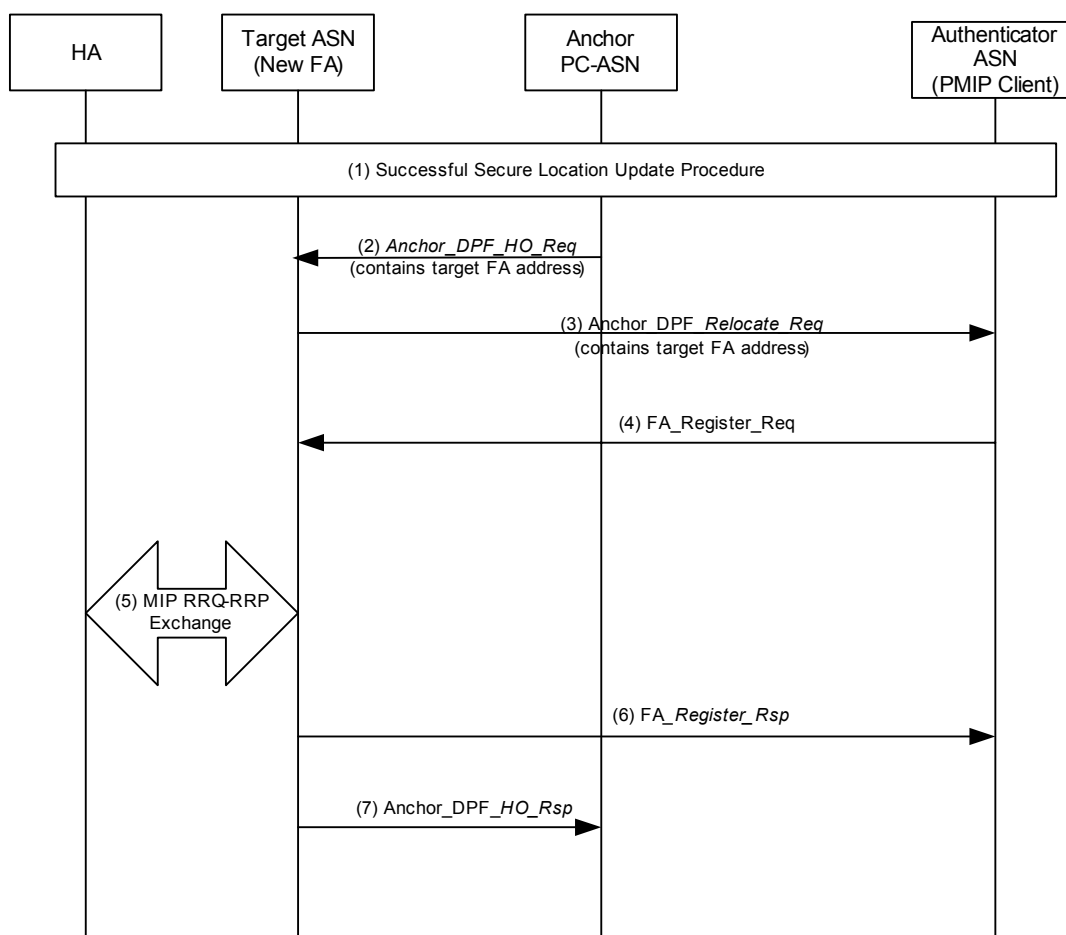 HA
Target ASN
(New FA)
Anchor
PC-ASN
Authenticator
ASN
(PMIP Client)
(1) Successful Secure Location Update Procedure
(2) Anchor_DPF_HO_Req
(contains target FA address)
(3) Anchor_DPF_Relocate_Req
(contains target FA address)
(4) FA_Register_Req
(5) MIP RRQ-RRP
Exchange
(6) FA_Register_Rsp
(7) Anchor_DPF_HO_Rsp